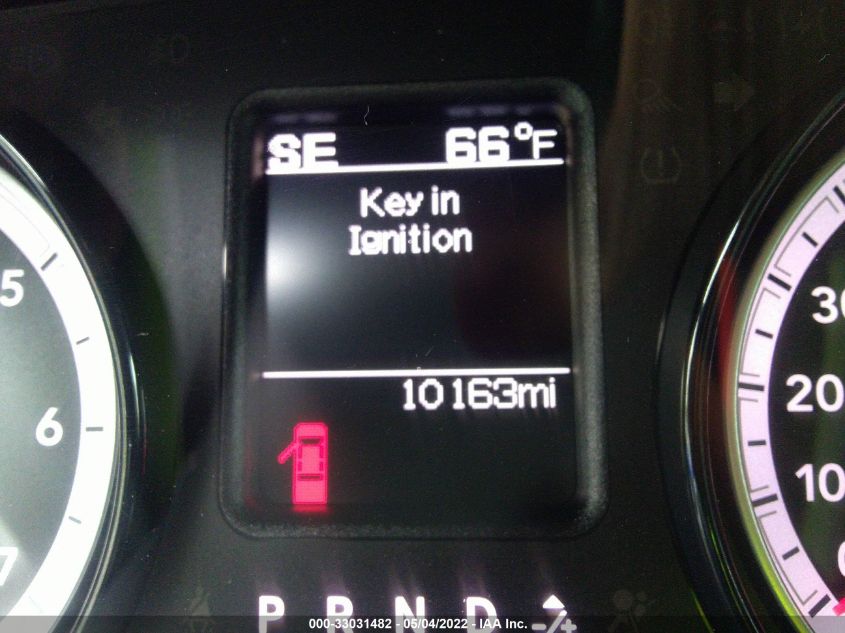 SE 66°F
Key in
Ignition
10163mi
5
6
7
30
20
10
0
P R N D -/+
000-33031482 - 05/04/2022 - IAA Inc.